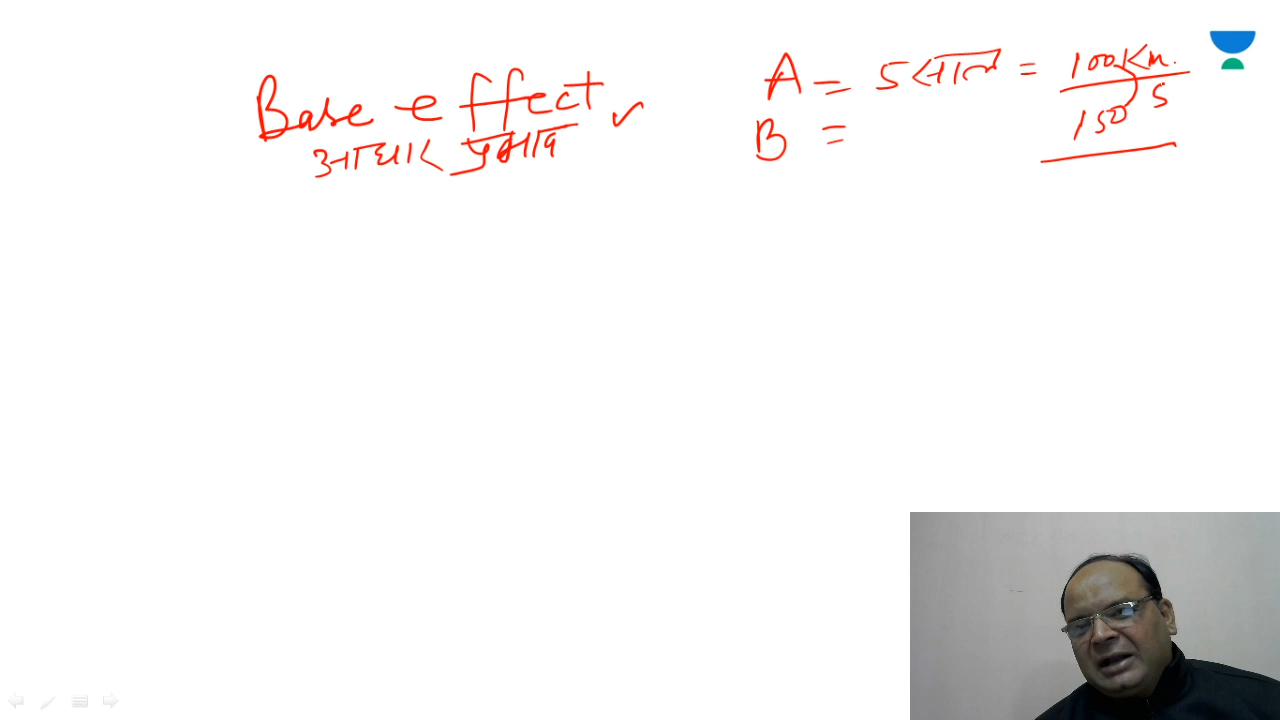 Base effect
आधार प्रभाव
A = 5 साल = 100 Km.
5
B =
150